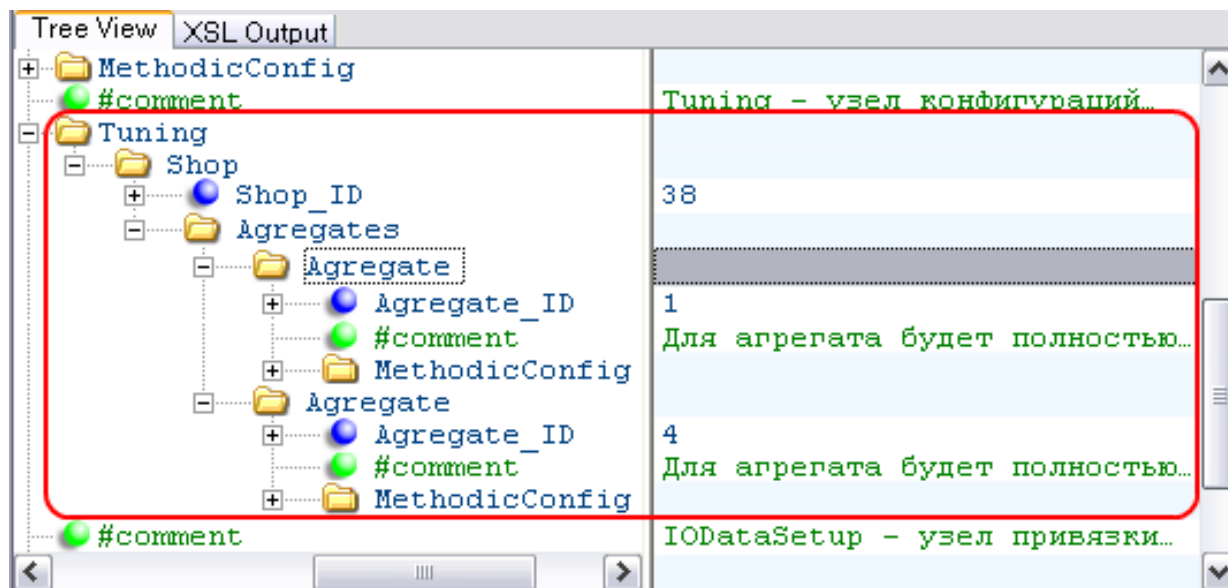 Tree View XSL Output
MethodicConfig
#comment Tuning – узел конфигураций…
Tuning
Shop
Shop_ID 38
Agregates
Agregate
Agregate_ID 1
#comment Для агрегата будет полностью…
MethodicConfig
Agregate
Agregate_ID 4
#comment Для агрегата будет полностью…
MethodicConfig
#comment IODataSetup – узел привязки…